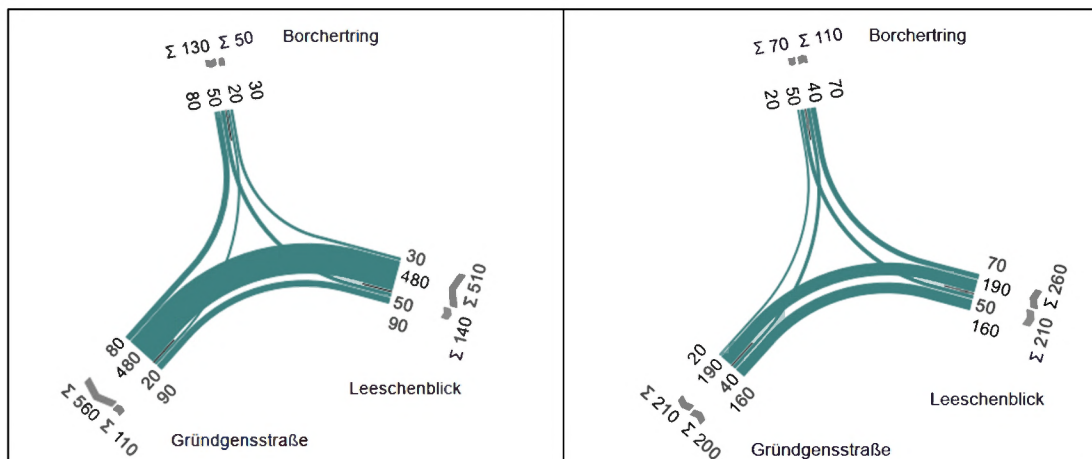 Borchertring
Σ 130 Σ 50
80 50 20 30
30
480
50
90
Σ 510
Σ 140
80
480
20
90
Σ 560 Σ 110
Leeschenblick
Gründgensstraße
Borchertring
Σ 70 Σ 110
20 50 40 70
70
190
50
160
Σ 260
Σ 210
20
190
40
160
Σ 210 Σ 200
Leeschenblick
Gründgensstraße